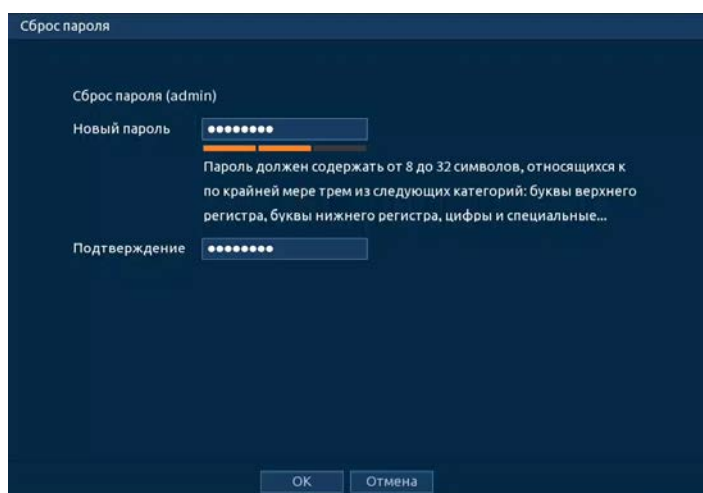 Сброс пароля
Сброс пароля (admin)
Новый пароль ●●●●●●●●
Пароль должен содержать от 8 до 32 символов, относящихся к
по крайней мере трем из следующих категорий: буквы верхнего
регистра, буквы нижнего регистра, цифры и специальные...
Подтверждение ●●●●●●●●
OK Отмена